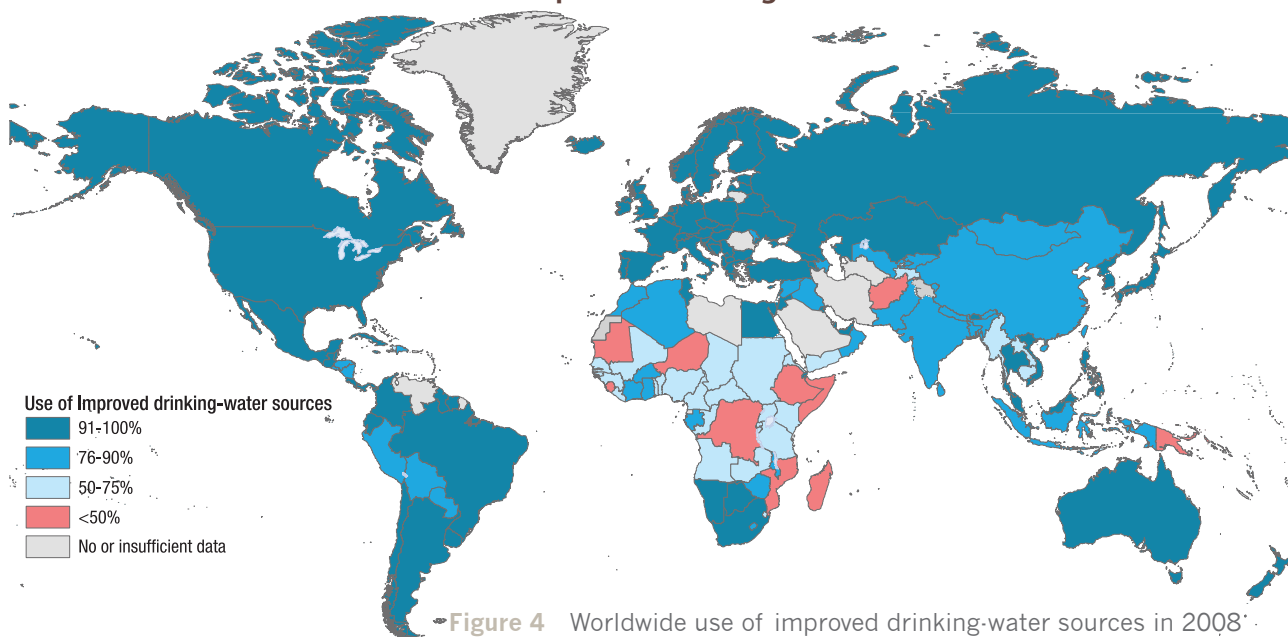 Use of Improved drinking-water sources
91-100%
76-90%
50-75%
<50%
No or insufficient data
Figure 4 Worldwide use of improved drinking-water sources in 2008